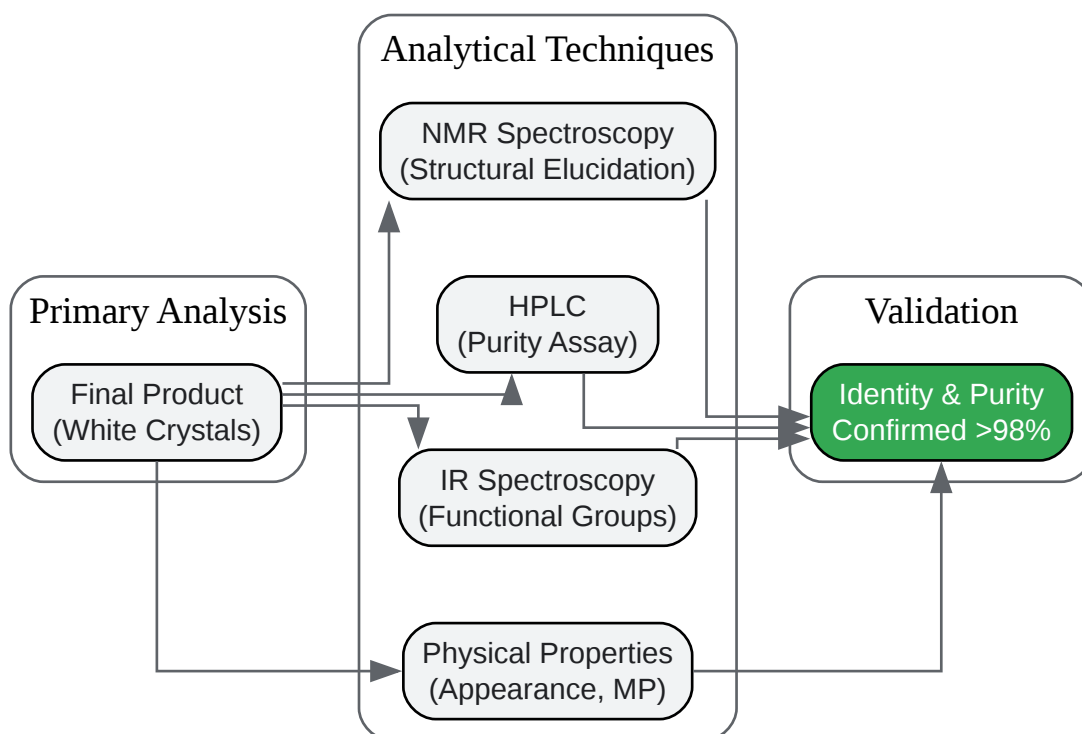 Primary Analysis
Final Product
(White Crystals)
Analytical Techniques
NMR Spectroscopy
(Structural Elucidation)
HPLC
(Purity Assay)
IR Spectroscopy
(Functional Groups)
Physical Properties
(Appearance, MP)
Validation
Identity & Purity
Confirmed >98%